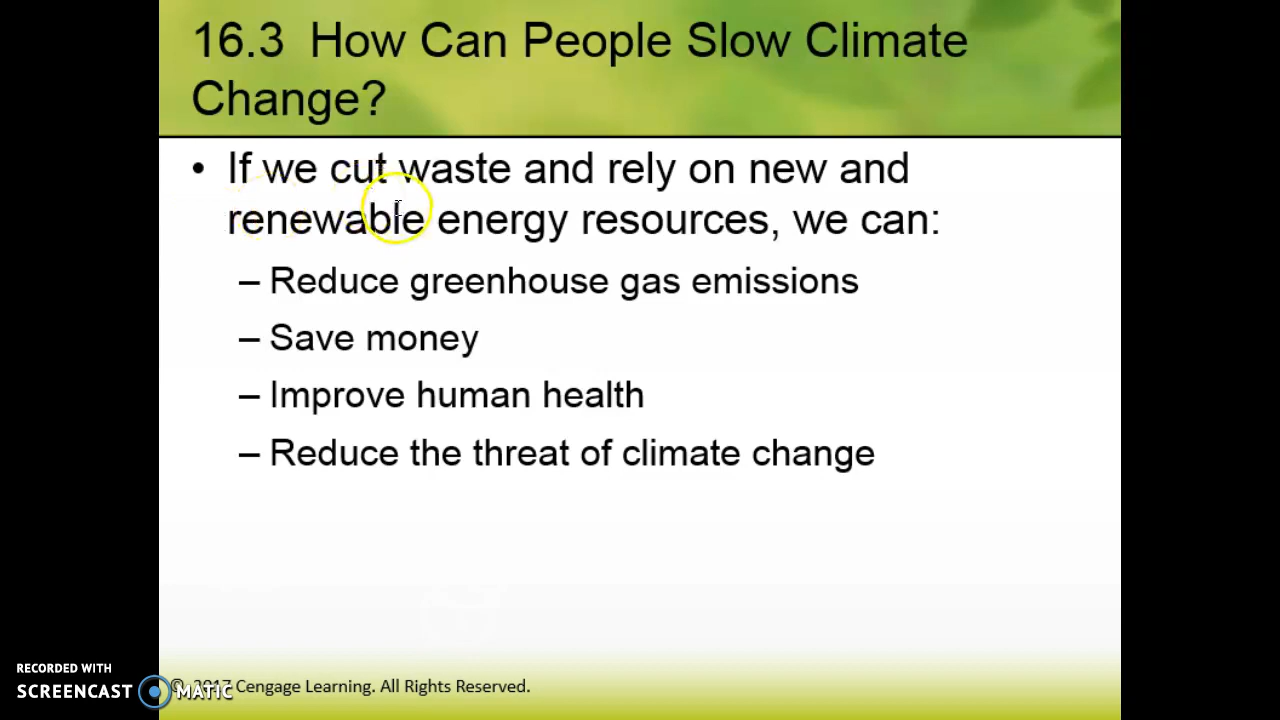 16.3 How Can People Slow Climate
Change?
• If we cut waste and rely on new and
renewable energy resources, we can:
– Reduce greenhouse gas emissions
– Save money
– Improve human health
– Reduce the threat of climate change
RECORDED WITH
SCREENCAST MATIC
© 2017 Cengage Learning. All Rights Reserved.